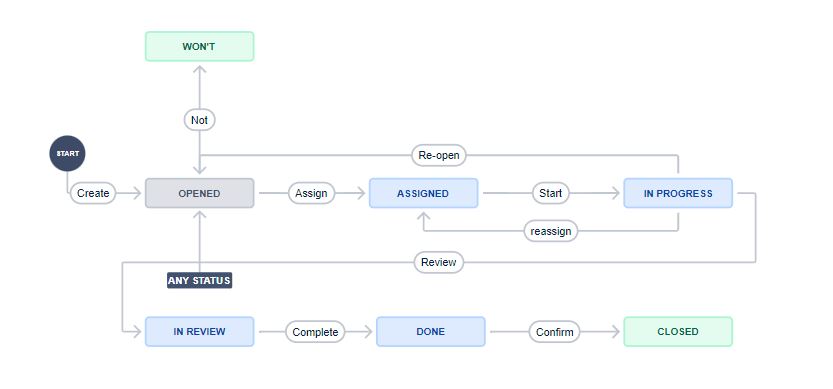 WON'T
Not
START
Re-open
Create
OPENED
Assign
ASSIGNED
Start
IN PROGRESS
reassign
Review
ANY STATUS
IN REVIEW
Complete
DONE
Confirm
CLOSED